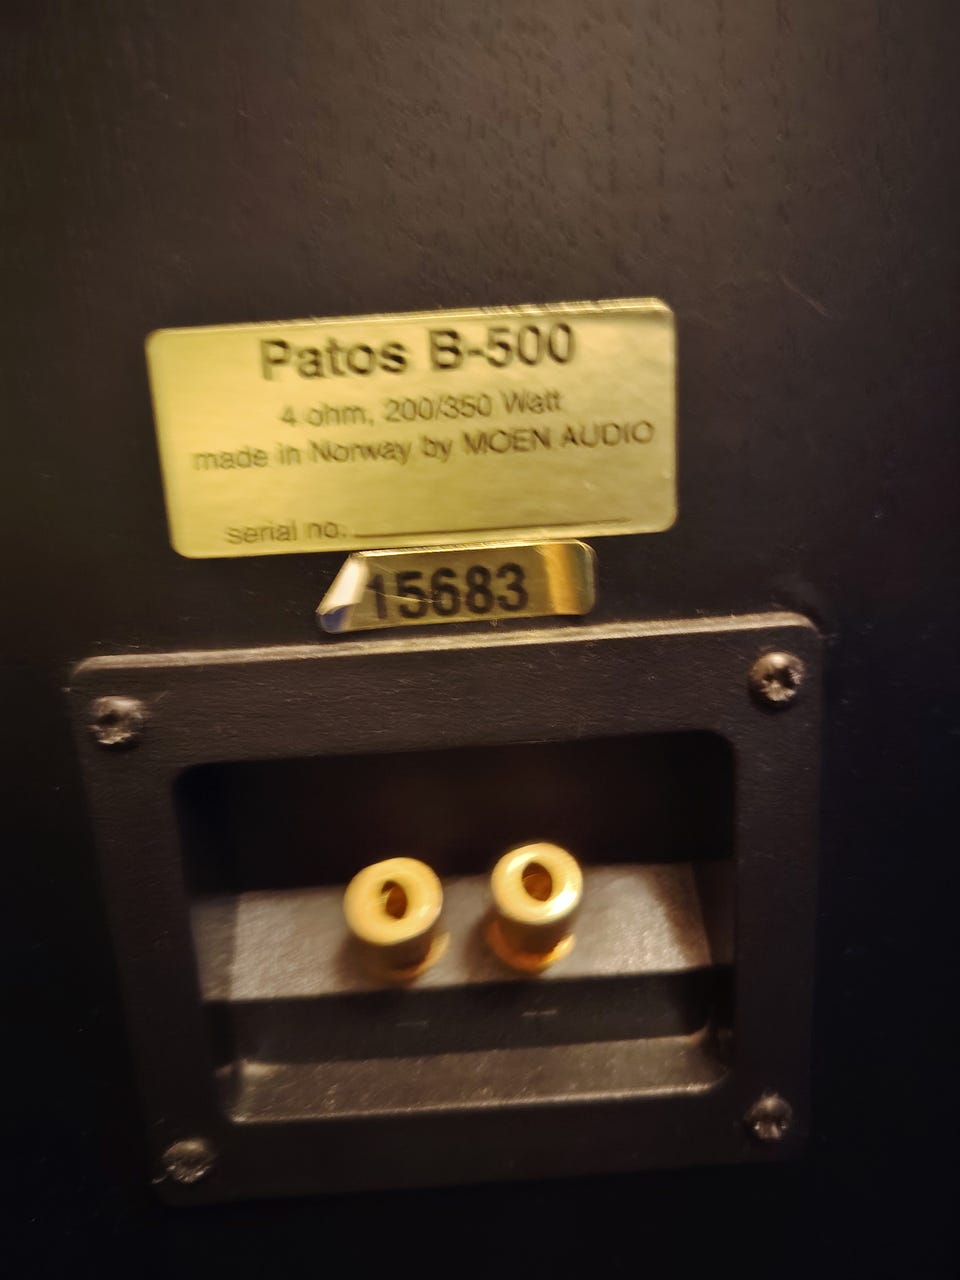 Patos B-500
4 ohm, 200/350 Watt
made in Norway by MOEN AUDIO
serial no.
15683